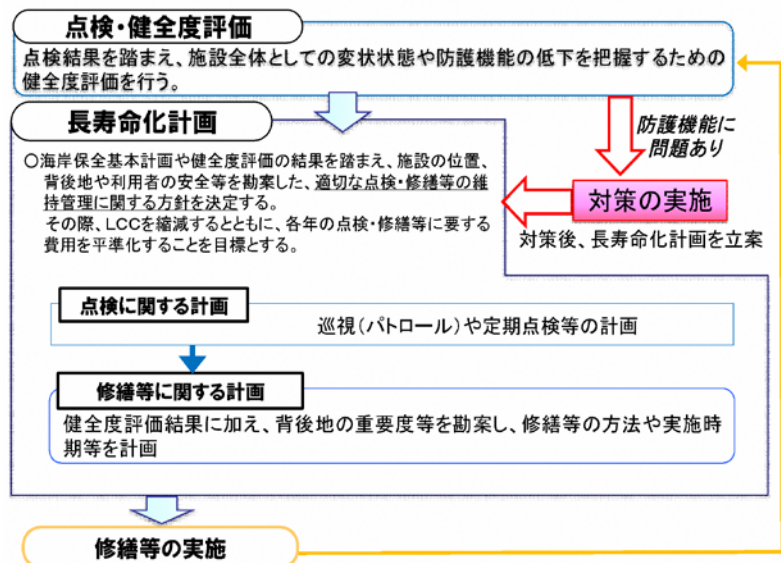 点検・健全度評価
点検結果を踏まえ、施設全体としての変状状態や防護機能の低下を把握するための
健全度評価を行う。
長寿命化計画
防護機能に
問題あり
○海岸保全基本計画や健全度評価の結果を踏まえ、施設の位置、
背後地や利用者の安全等を勘案した、適切な点検・修繕等の維
持管理に関する方針を決定する。
その際、LCCを縮減するとともに、各年の点検・修繕等に要する
費用を平準化することを目標とする。
対策の実施
対策後、長寿命化計画を立案
点検に関する計画
巡視(パトロール)や定期点検等の計画
修繕等に関する計画
健全度評価結果に加え、背後地の重要度等を勘案し、修繕等の方法や実施時
期等を計画
修繕等の実施